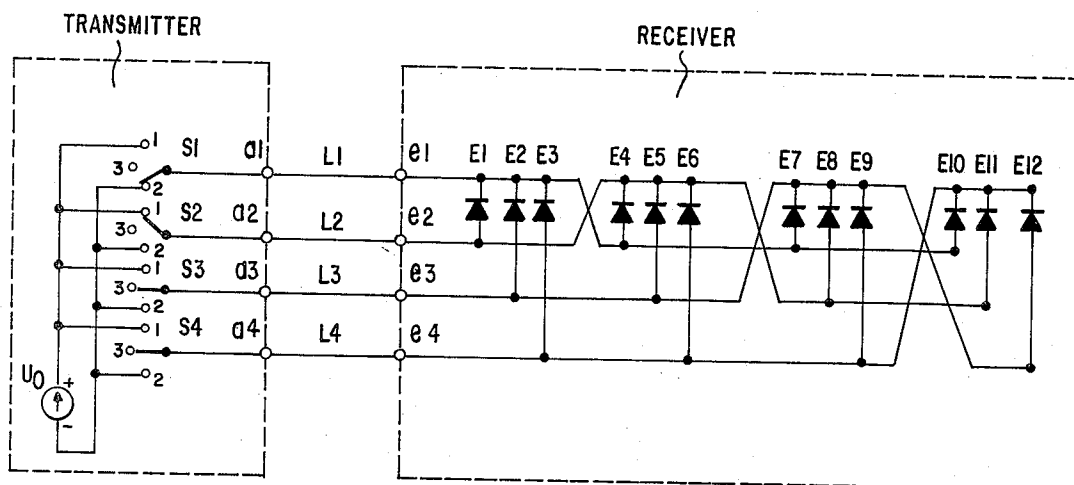 TRANSMITTER
RECEIVER
1 S1 a1 L1 e1 E1 E2 E3 E4 E5 E6 E7 E8 E9 E10 E11 E12
3
2
1 S2 a2 L2 e2
3
2
1 S3 a3 L3 e3
3
2
1 S4 a4 L4 e4
3
2
U0 +
-